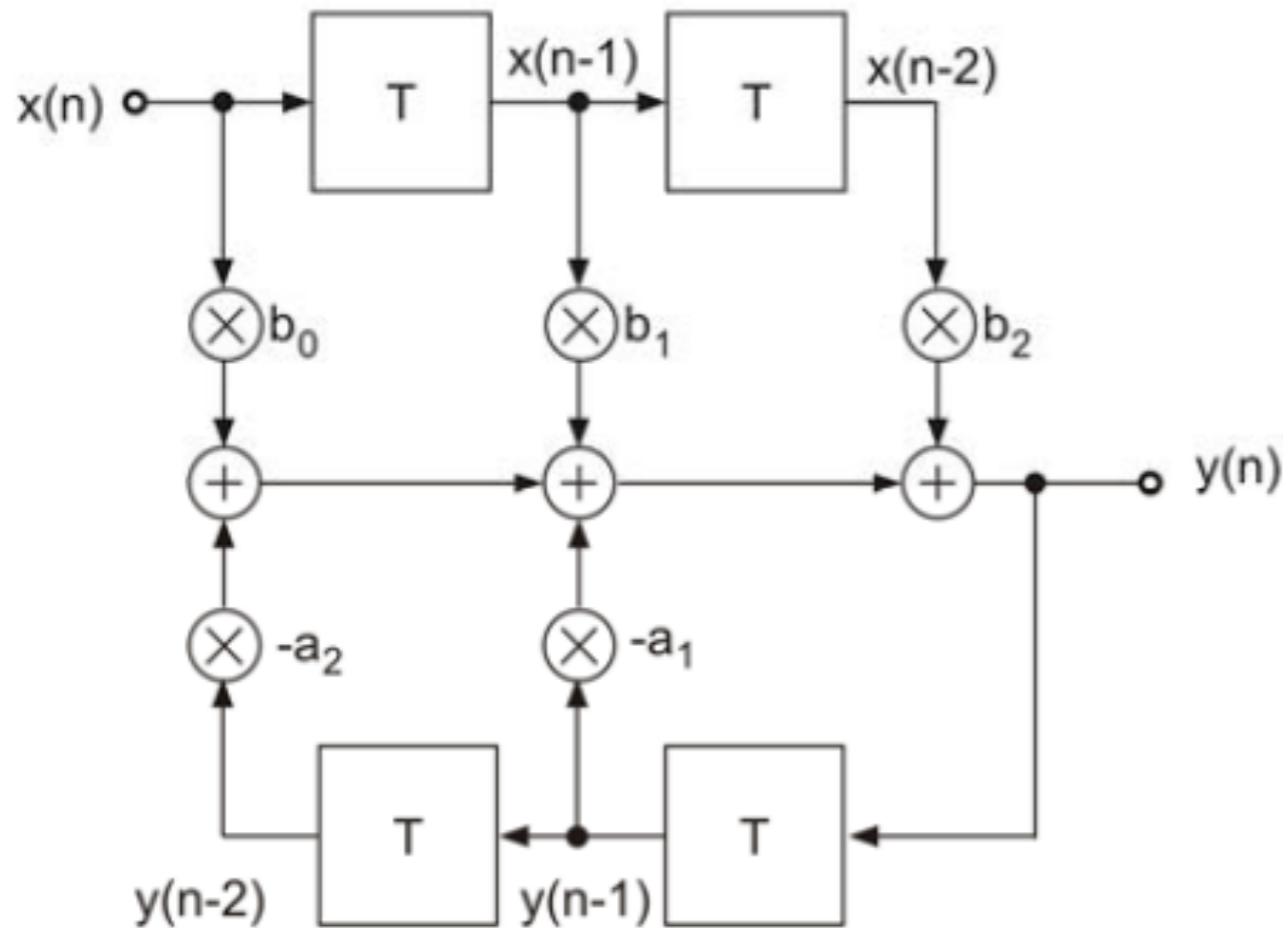 x(n)
T
x(n-1)
T
x(n-2)
b₀
b₁
b₂
+
+
+
y(n)
-a₂
-a₁
T
T
y(n-2)
y(n-1)